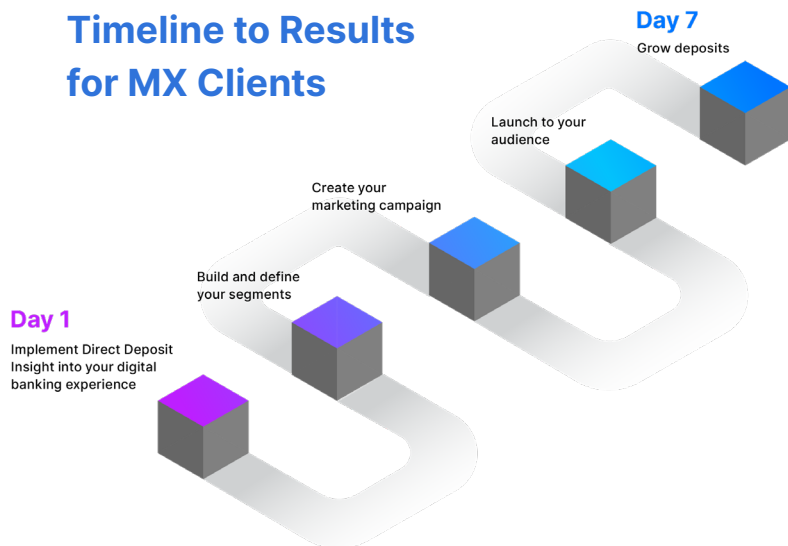 Timeline to Results
for MX Clients
Day 7
Grow deposits
Launch to your
audience
Create your
marketing campaign
Build and define
your segments
Day 1
Implement Direct Deposit
Insight into your digital
banking experience